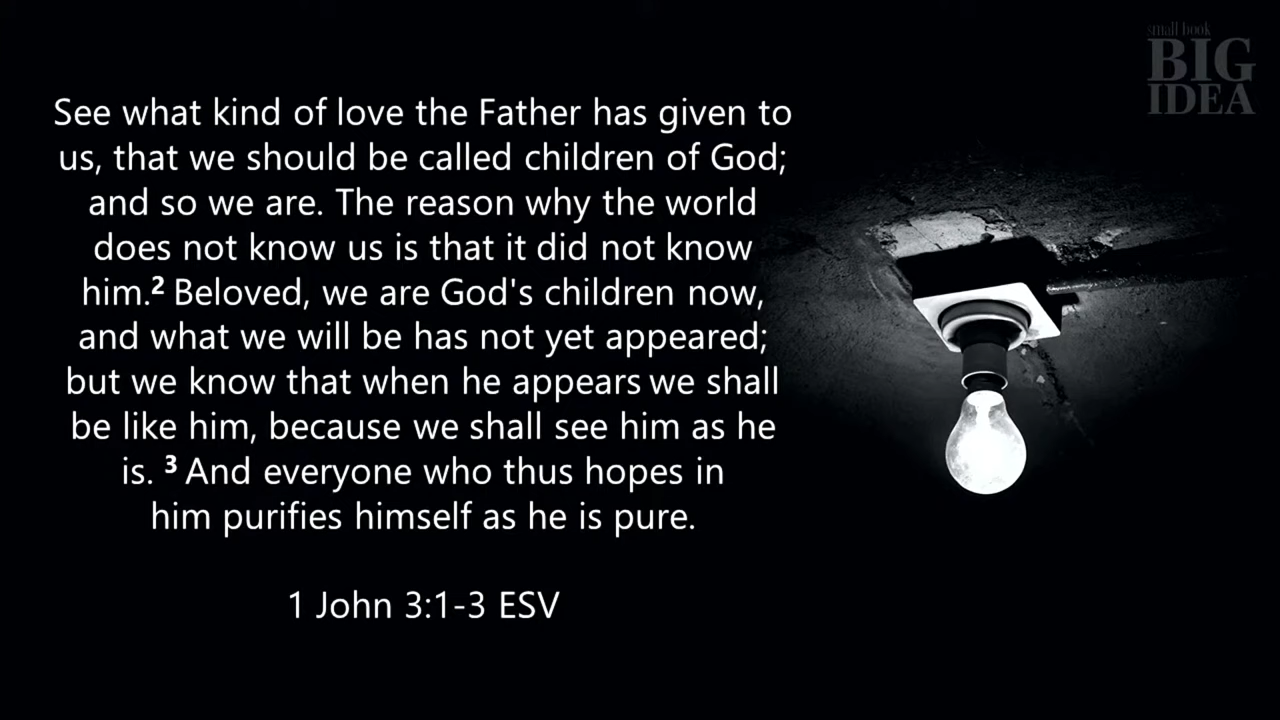 small book
BIG
IDEA
See what kind of love the Father has given to
us, that we should be called children of God;
and so we are. The reason why the world
does not know us is that it did not know
him.² Beloved, we are God's children now,
and what we will be has not yet appeared;
but we know that when he appears we shall
be like him, because we shall see him as he
is. ³ And everyone who thus hopes in
him purifies himself as he is pure.
1 John 3:1-3 ESV